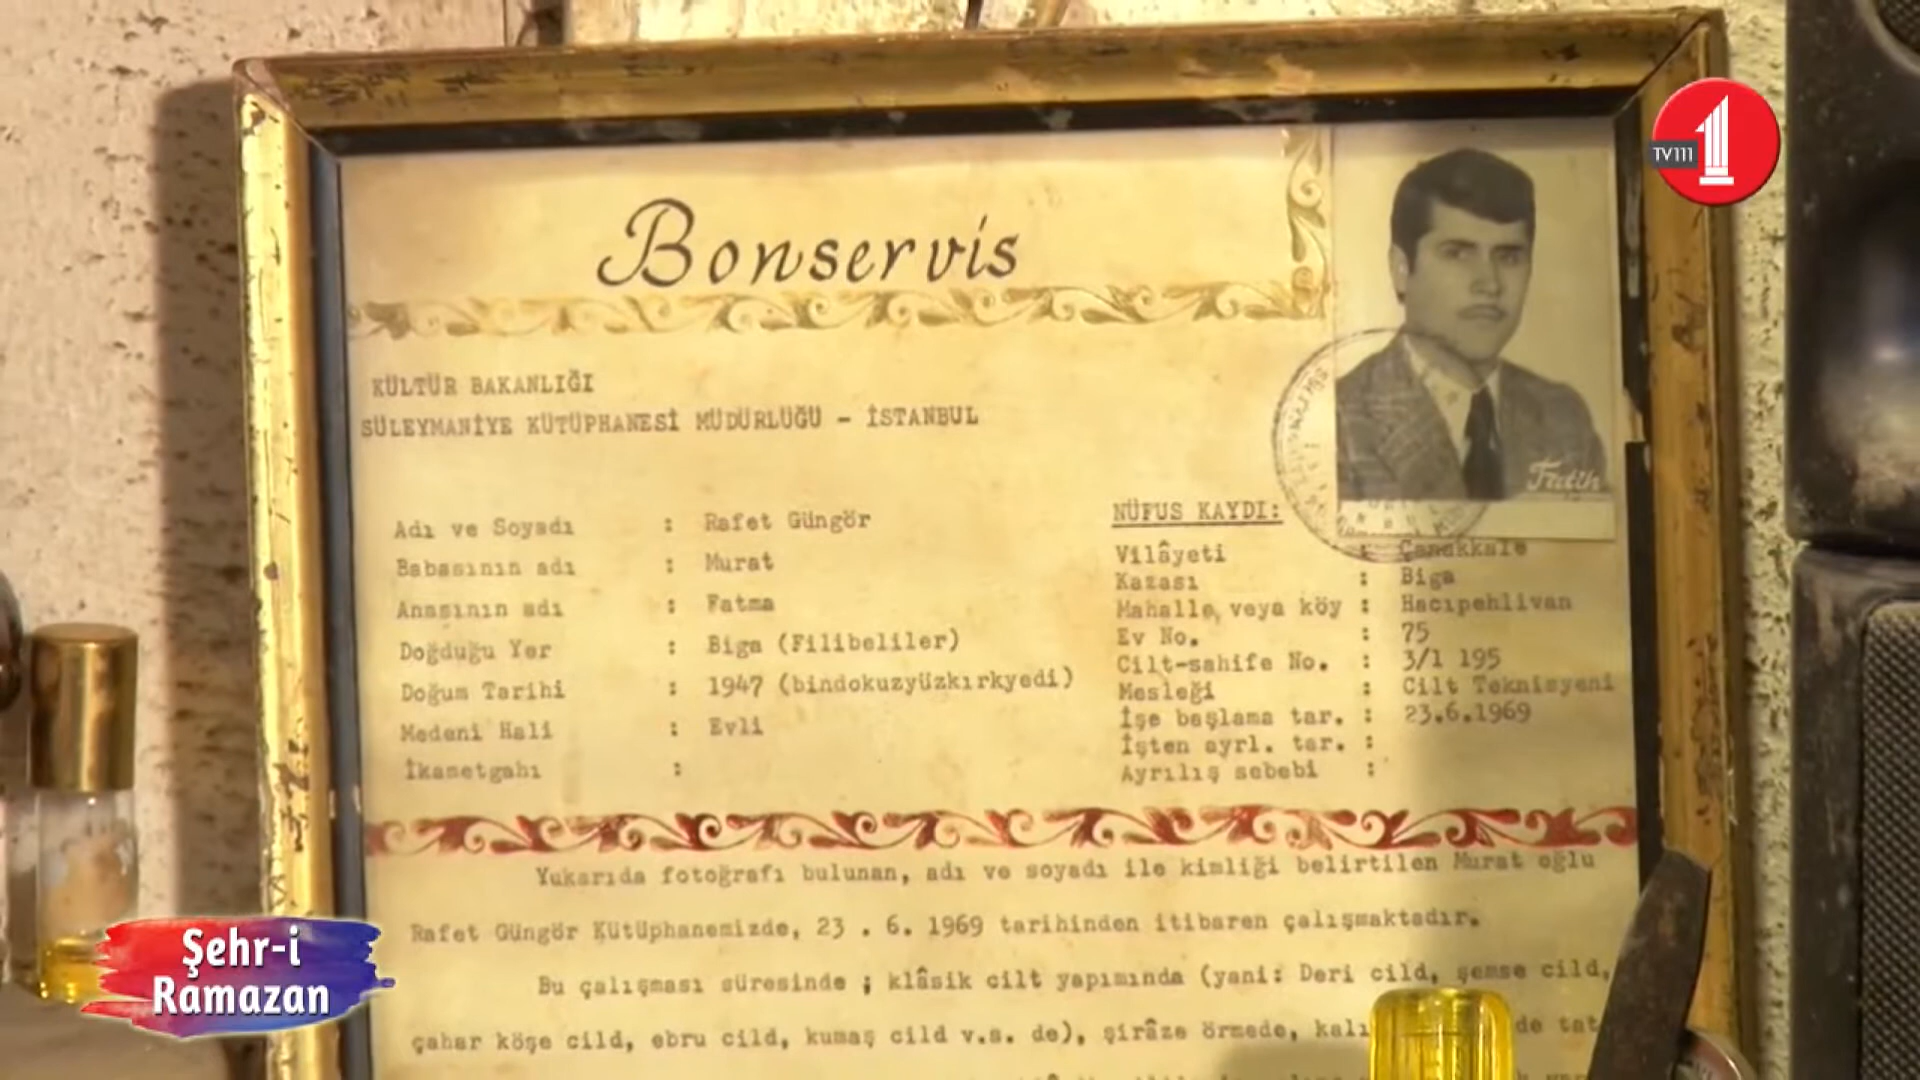 TV111
Bonservis
KÜLTÜR BAKANLIĞI
SÜLEYMANİYE KÜTÜPHANESİ MÜDÜRLÜĞÜ - İSTANBUL
Fatih
Adı ve Soyadı : Rafet Güngör
Babasının adı : Murat
Anasının adı : Fatma
Doğduğu Yer : Biga (Filibeliler)
Doğum Tarihi : 1947 (bindokuzyüzkırkyedi)
Medeni Hali : Evli
İkametgahı :
NÜFUS KAYDI:
Vilâyeti : Çanakkale
Kazası : Biga
Mahalle veya köy : Hacıpehlivan
Ev No. : 75
Cilt-sahife No. : 3/1 195
Mesleği : Cilt Teknisyeni
İşe başlama tar. : 23.6.1969
İşten ayrl. tar. :
Ayrılış sebebi :
Yukarıda fotoğrafı bulunan, adı ve soyadı ile kimliği belirtilen Murat oğlu
Rafet Güngör Kütüphanemizde, 23 . 6. 1969 tarihinden itibaren çalışmaktadır.
Bu çalışması süresinde ; klâsik cilt yapımında (yani: Deri cild, şemse cild,
çahar köşe cild, ebru cild, kumaş cild v.s. de), şirâze örmede,
Şehr-i
Ramazan